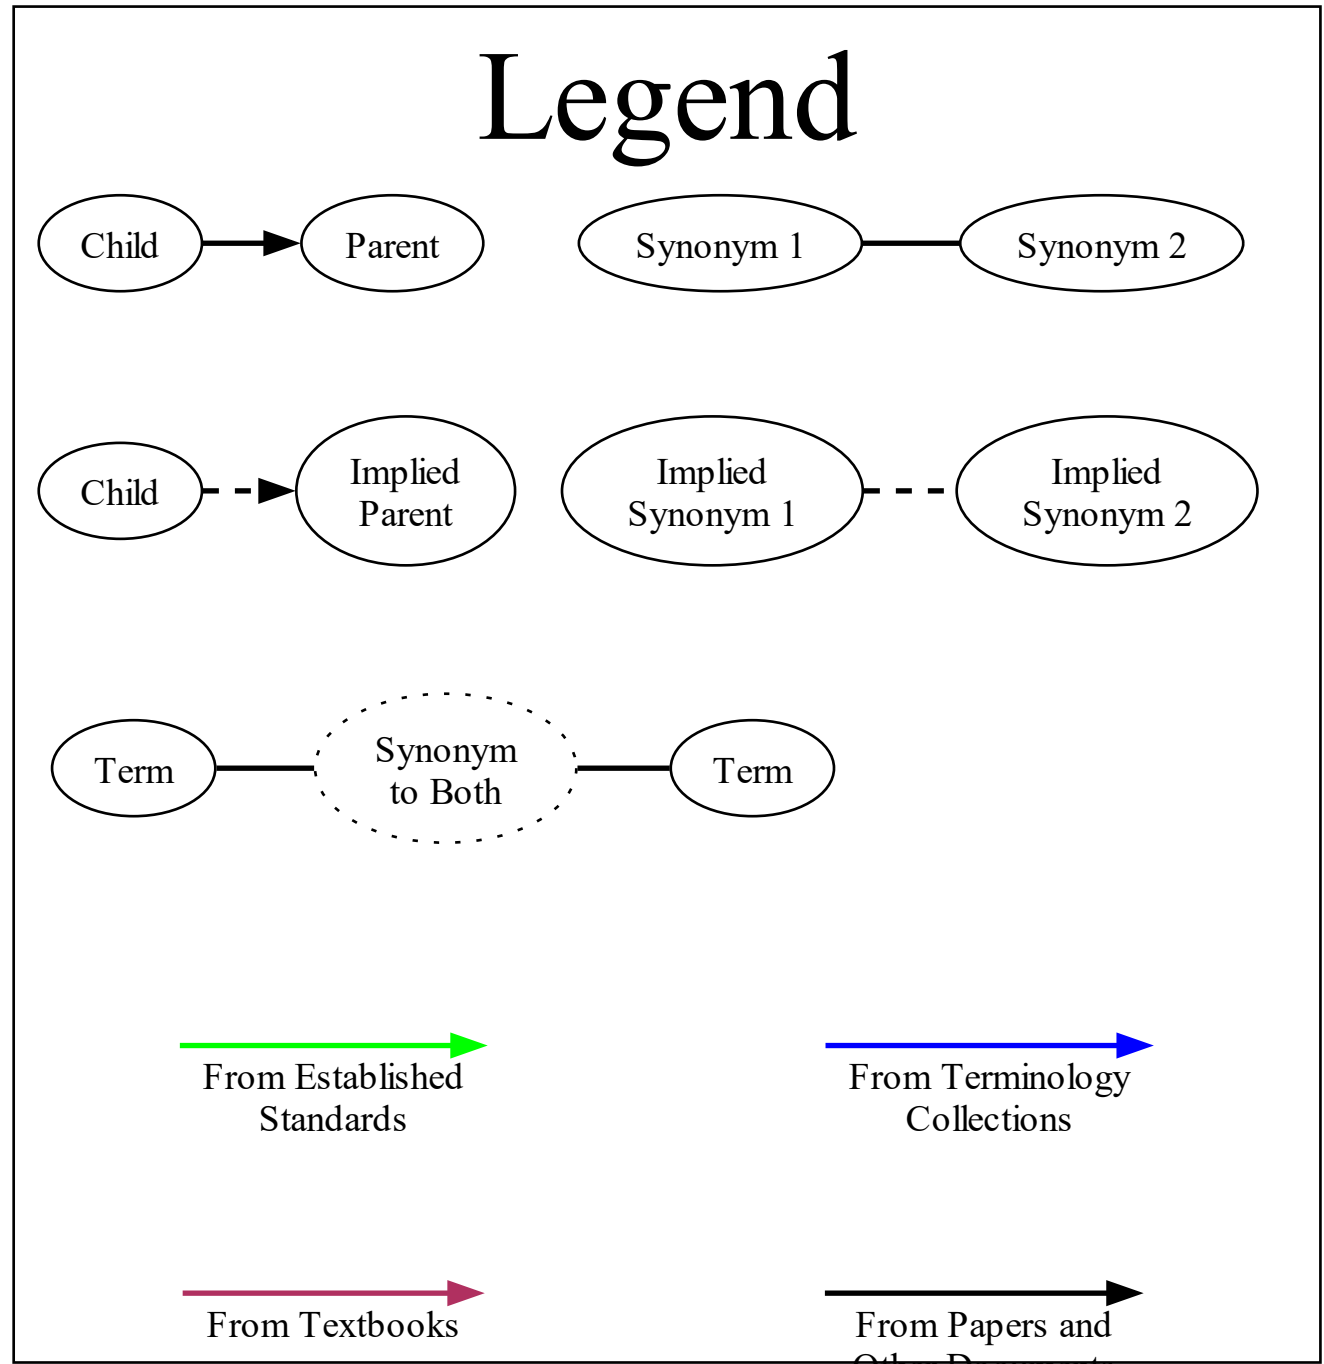 Legend
Child
Parent
Synonym 1
Synonym 2
Child
Implied
Parent
Implied
Synonym 1
Implied
Synonym 2
Term
Synonym
to Both
Term
From Established
Standards
From Terminology
Collections
From Textbooks
From Papers and